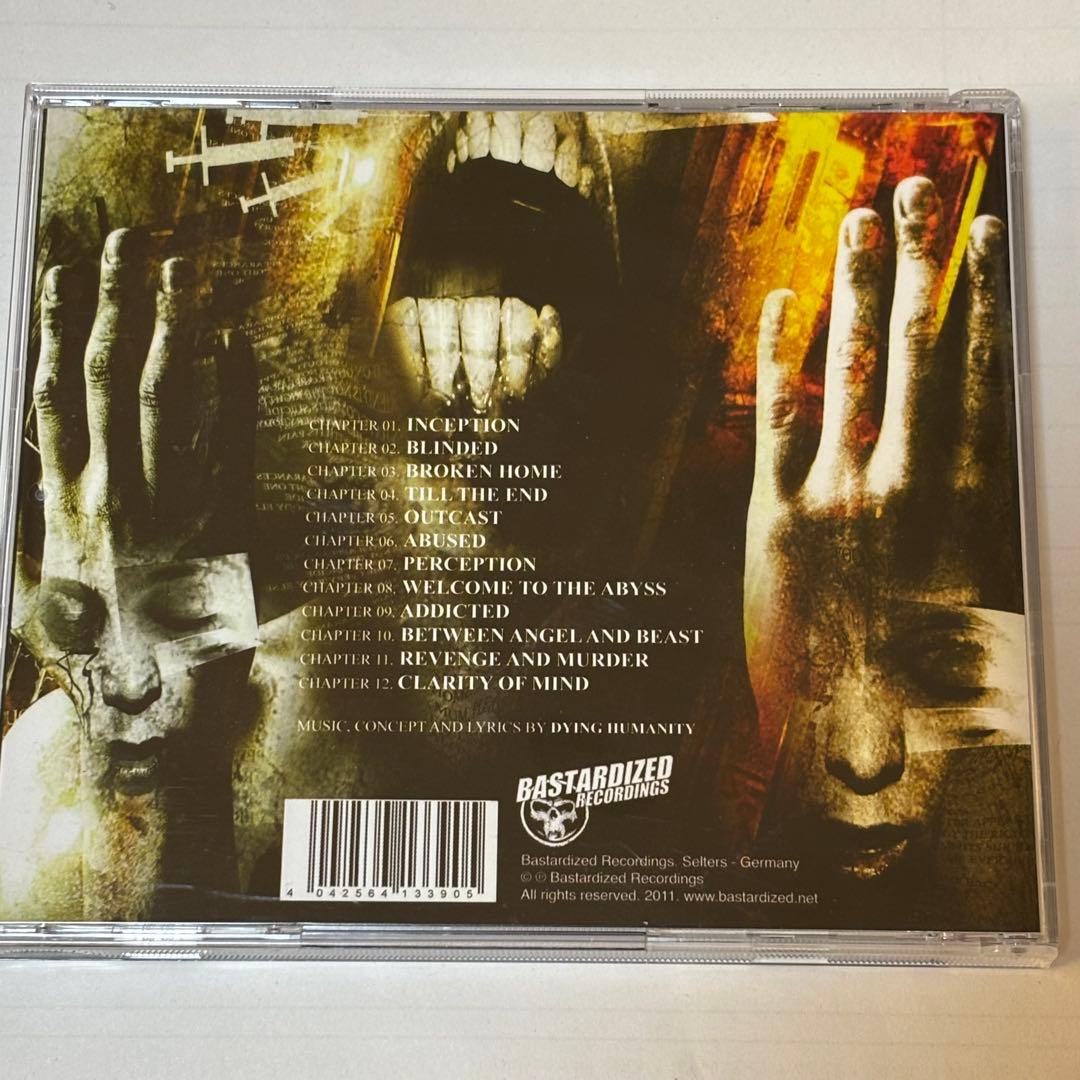 CHAPTER 01. INCEPTION
CHAPTER 02. BLINDED
CHAPTER 03. BROKEN HOME
CHAPTER 04. TILL THE END
CHAPTER 05. OUTCAST
CHAPTER 06. ABUSED
CHAPTER 07. PERCEPTION
CHAPTER 08. WELCOME TO THE ABYSS
CHAPTER 09. ADDICTED
CHAPTER 10. BETWEEN ANGEL AND BEAST
CHAPTER 11. REVENGE AND MURDER
CHAPTER 12. CLARITY OF MIND
MUSIC, CONCEPT AND LYRICS BY DYING HUMANITY
BASTARDIZED
RECORDINGS
Bastardized Recordings. Selters - Germany
© ℗ Bastardized Recordings
All rights reserved. 2011. www.bastardized.net
4 042564 133905